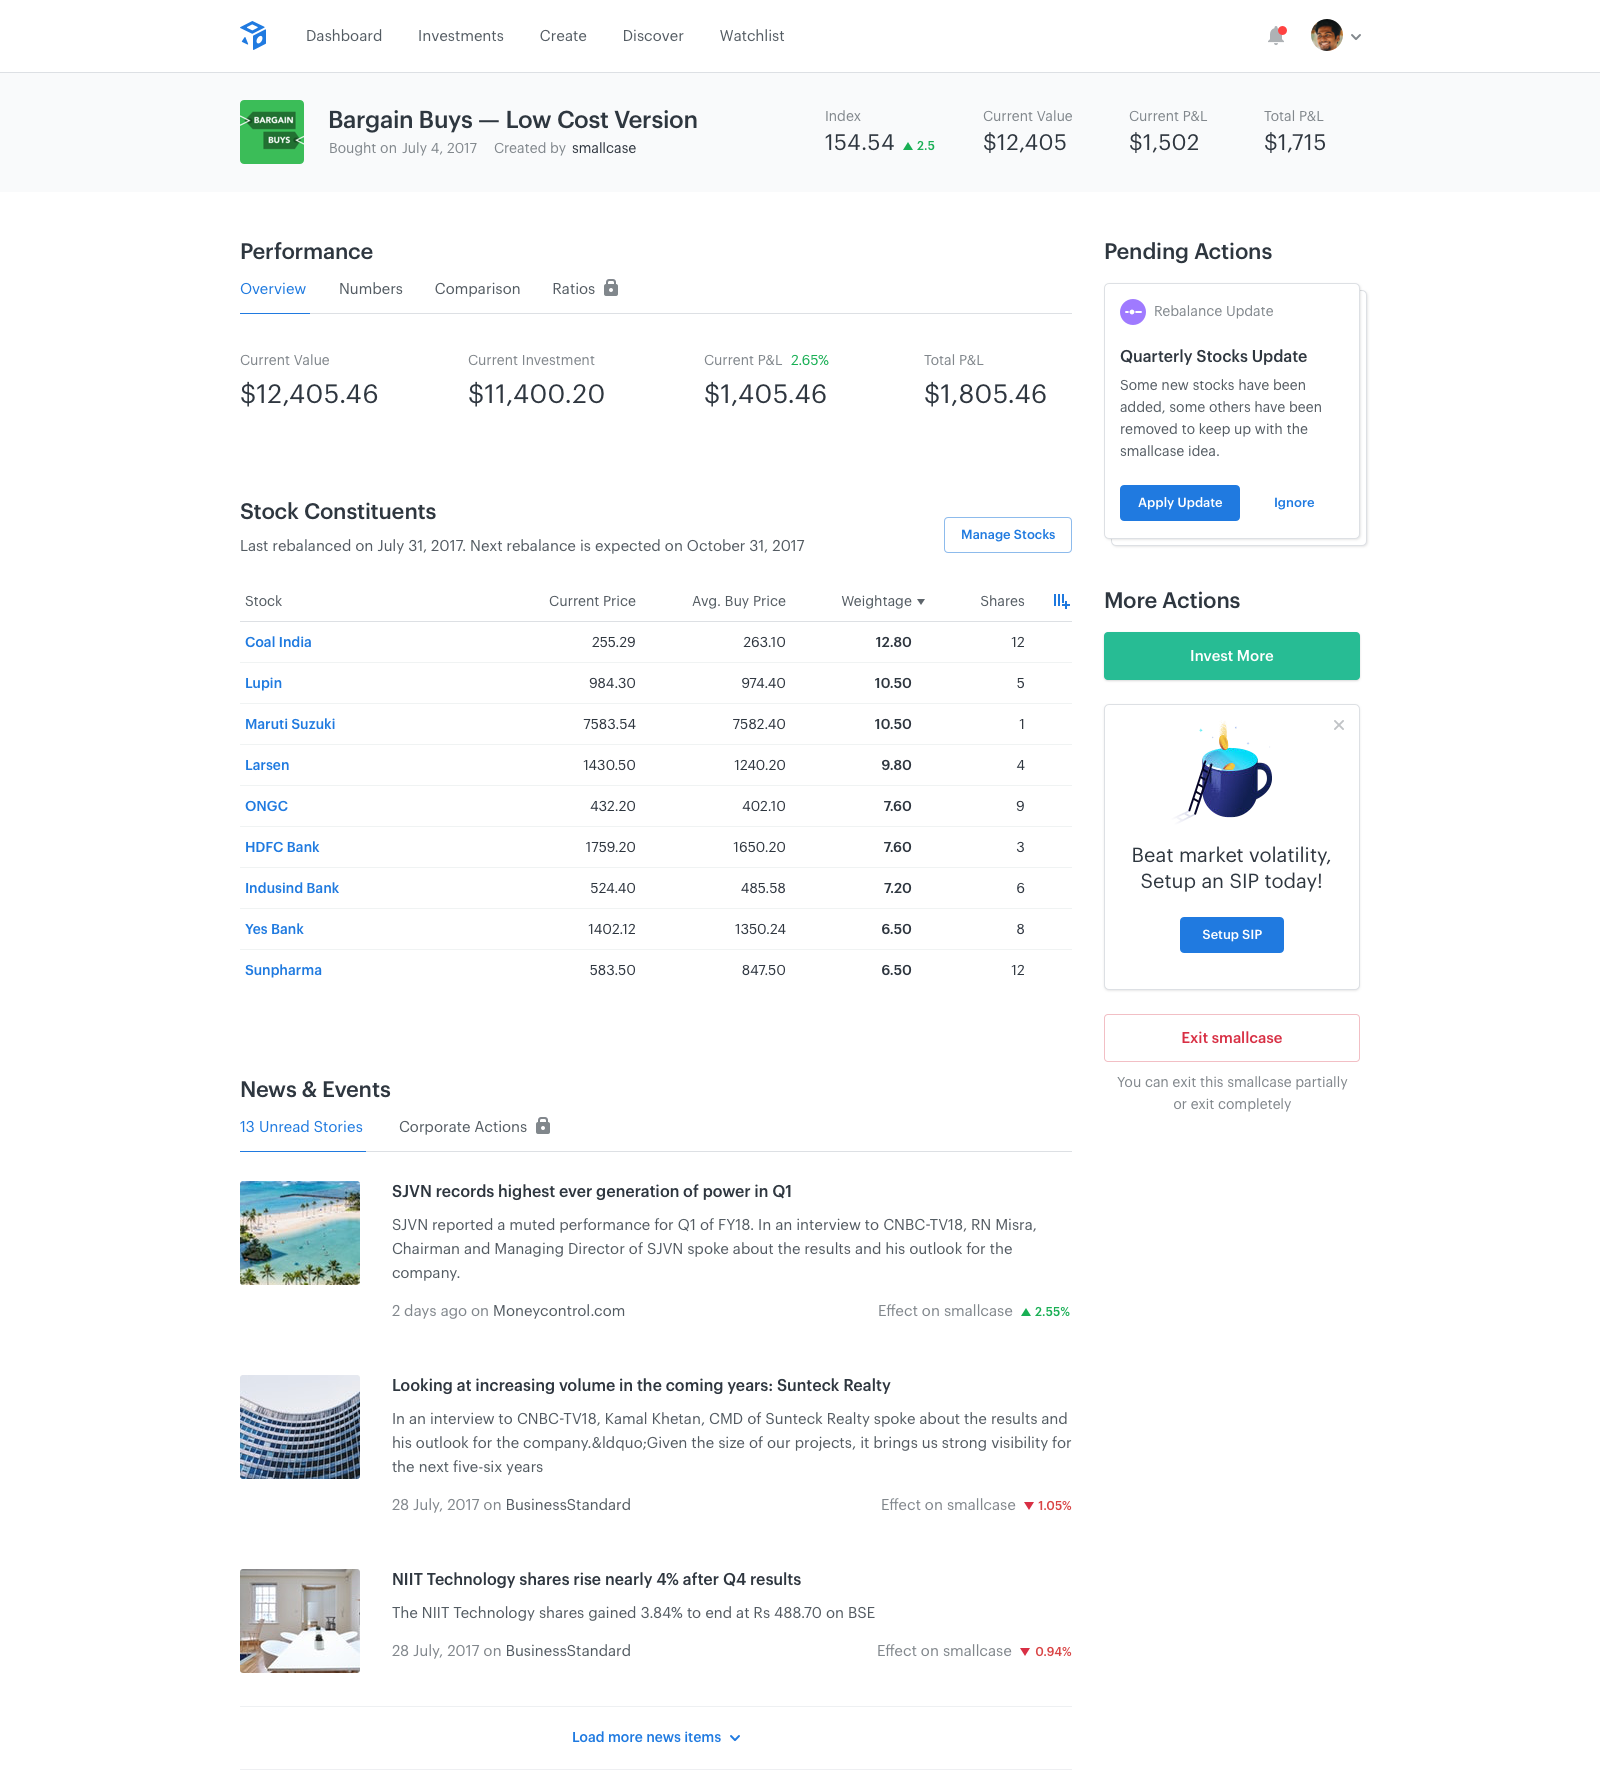 Dashboard Investments Create Discover Watchlist
BARGAIN
BUYS
Bargain Buys — Low Cost Version
Bought on July 4, 2017 Created by smallcase
Index Current Value Current P&L Total P&L
154.54 ▲ 2.5 $12,405 $1,502 $1,715
Performance
Overview Numbers Comparison Ratios
Current Value Current Investment Current P&L 2.65% Total P&L
$12,405.46 $11,400.20 $1,405.46 $1,805.46
Stock Constituents
Last rebalanced on July 31, 2017. Next rebalance is expected on October 31, 2017
Manage Stocks
Stock Current Price Avg. Buy Price Weightage ▼ Shares
Coal India 255.29 263.10 12.80 12
Lupin 984.30 974.40 10.50 5
Maruti Suzuki 7583.54 7582.40 10.50 1
Larsen 1430.50 1240.20 9.80 4
ONGC 432.20 402.10 7.60 9
HDFC Bank 1759.20 1650.20 7.60 3
Indusind Bank 524.40 485.58 7.20 6
Yes Bank 1402.12 1350.24 6.50 8
Sunpharma 583.50 847.50 6.50 12
News & Events
13 Unread Stories Corporate Actions
SJVN records highest ever generation of power in Q1
SJVN reported a muted performance for Q1 of FY18. In an interview to CNBC-TV18, RN Misra,
Chairman and Managing Director of SJVN spoke about the results and his outlook for the
company.
2 days ago on Moneycontrol.com Effect on smallcase ▲ 2.55%
Looking at increasing volume in the coming years: Sunteck Realty
In an interview to CNBC-TV18, Kamal Khetan, CMD of Sunteck Realty spoke about the results and
his outlook for the company.&ldquo;Given the size of our projects, it brings us strong visibility for
the next five-six years
28 July, 2017 on BusinessStandard Effect on smallcase ▼ 1.05%
NIIT Technology shares rise nearly 4% after Q4 results
The NIIT Technology shares gained 3.84% to end at Rs 488.70 on BSE
28 July, 2017 on BusinessStandard Effect on smallcase ▼ 0.94%
Load more news items
Pending Actions
Rebalance Update
Quarterly Stocks Update
Some new stocks have been
added, some others have been
removed to keep up with the
smallcase idea.
Apply Update Ignore
More Actions
Invest More
Beat market volatility,
Setup an SIP today!
Setup SIP
Exit smallcase
You can exit this smallcase partially
or exit completely